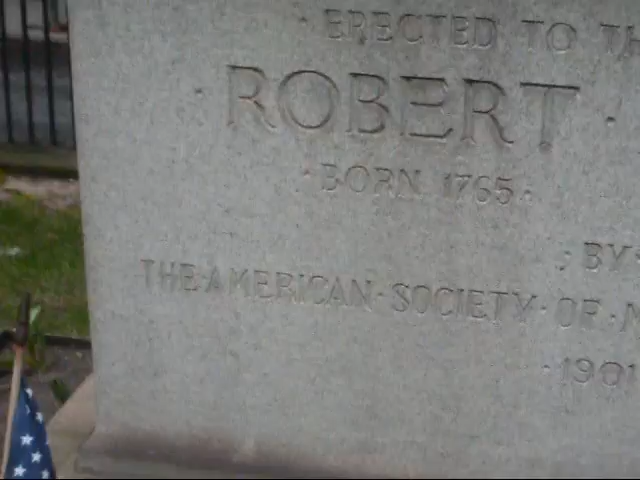 · ERECTED TO TH
· ROBERT ·
· BORN 1765 ·
· BY ·
THE · AMERICAN · SOCIETY · OF ·
· 1901